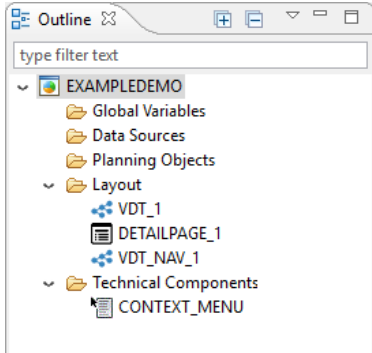 Outline
type filter text
EXAMPLEDEMO
Global Variables
Data Sources
Planning Objects
Layout
VDT_1
DETAILPAGE_1
VDT_NAV_1
Technical Components
CONTEXT_MENU